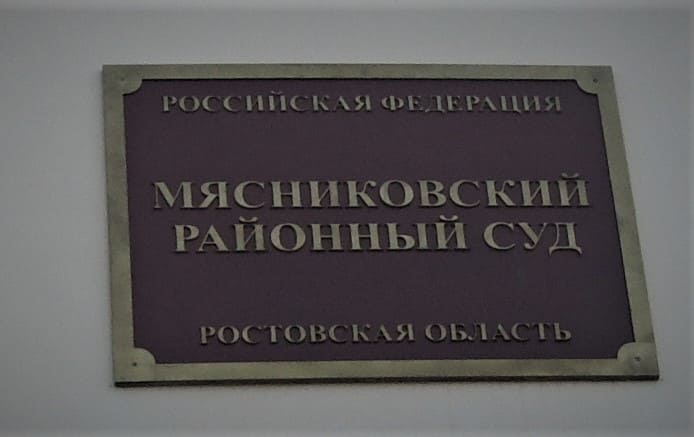 РОССИЙСКАЯ ФЕДЕРАЦИЯ
МЯСНИКОВСКИЙ
РАЙОННЫЙ СУД
РОСТОВСКАЯ ОБЛАСТЬ